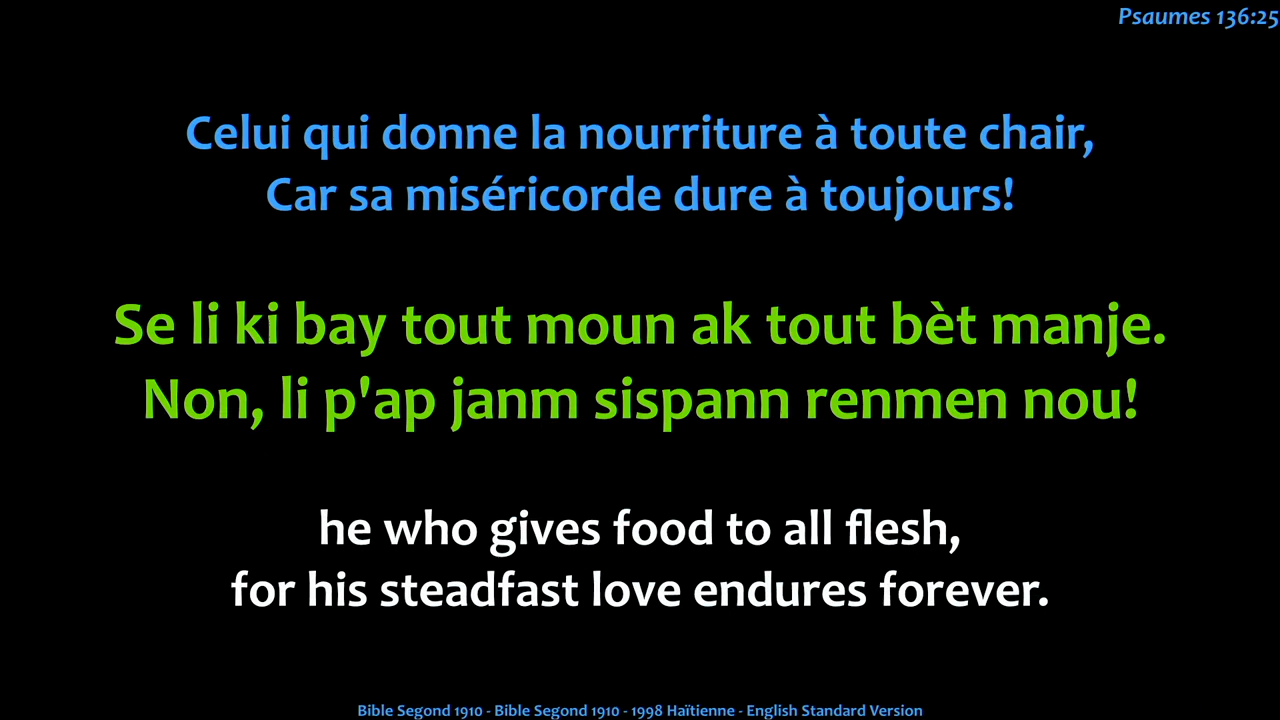 Psaumes 136:25
Celui qui donne la nourriture à toute chair,
Car sa miséricorde dure à toujours!
Se li ki bay tout moun ak tout bèt manje.
Non, li p'ap janm sispann renmen nou!
he who gives food to all flesh,
for his steadfast love endures forever.
Bible Segond 1910 - Bible Segond 1910 - 1998 Haïtienne - English Standard Version